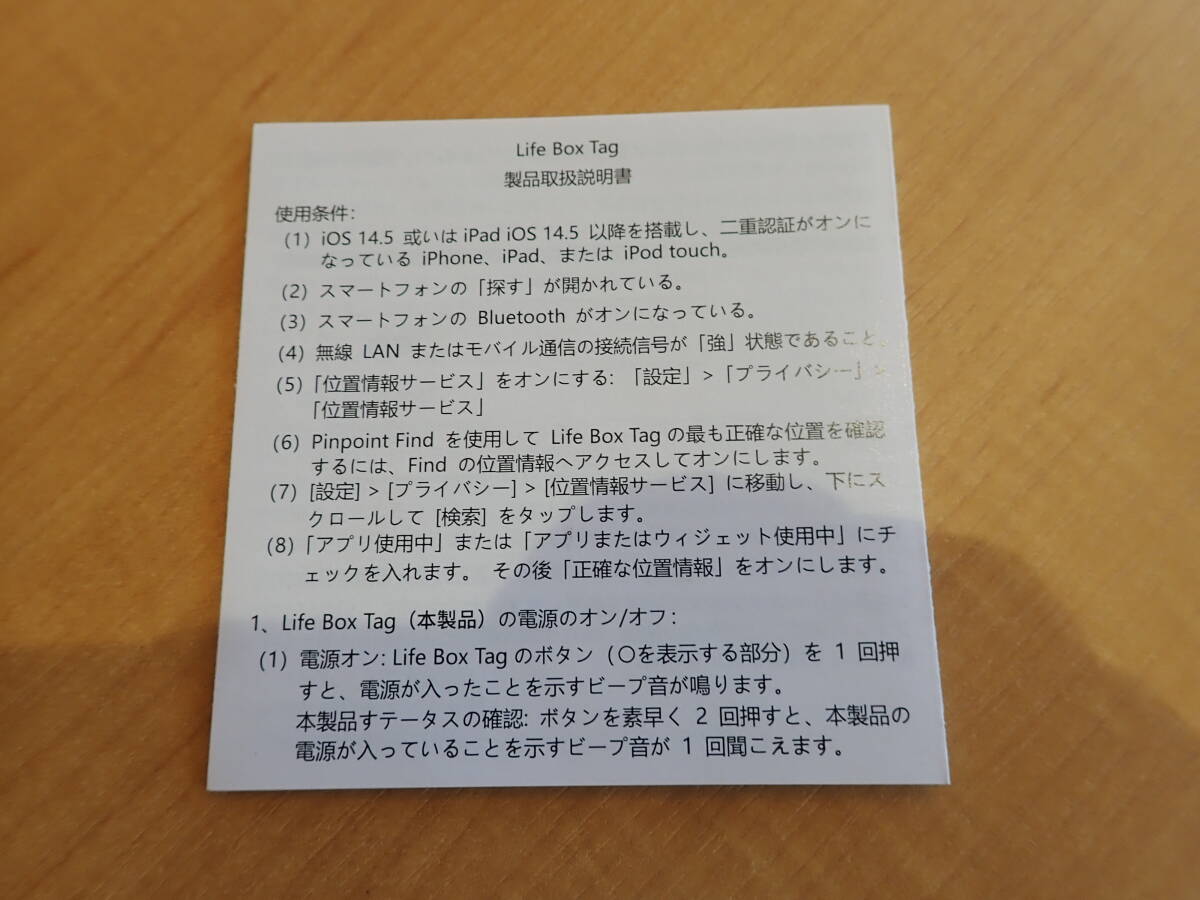 Life Box Tag
製品取扱説明書
使用条件:
(1) iOS 14.5 或いは iPad iOS 14.5 以降を搭載し、二重認証がオンに
なっている iPhone、iPad、または iPod touch。
(2) スマートフォンの「探す」が開かれている。
(3) スマートフォンの Bluetooth がオンになっている。
(4) 無線 LAN またはモバイル通信の接続信号が「強」状態であること。
(5)「位置情報サービス」をオンにする: 「設定」>「プライバシー」>
「位置情報サービス」
(6) Pinpoint Find を使用して Life Box Tag の最も正確な位置を確認
するには、Find の位置情報へアクセスしてオンにします。
(7) [設定] > [プライバシー] > [位置情報サービス] に移動し、下にス
クロールして [検索] をタップします。
(8)「アプリ使用中」または「アプリまたはウィジェット使用中」にチ
ェックを入れます。 その後「正確な位置情報」をオンにします。
1、Life Box Tag（本製品）の電源のオン/オフ：
(1) 電源オン: Life Box Tag のボタン（〇を表示する部分）を 1 回押
すと、電源が入ったことを示すビープ音が鳴ります。
本製品すテータスの確認: ボタンを素早く 2 回押すと、本製品の
電源が入っていることを示すビープ音が 1 回聞こえます。